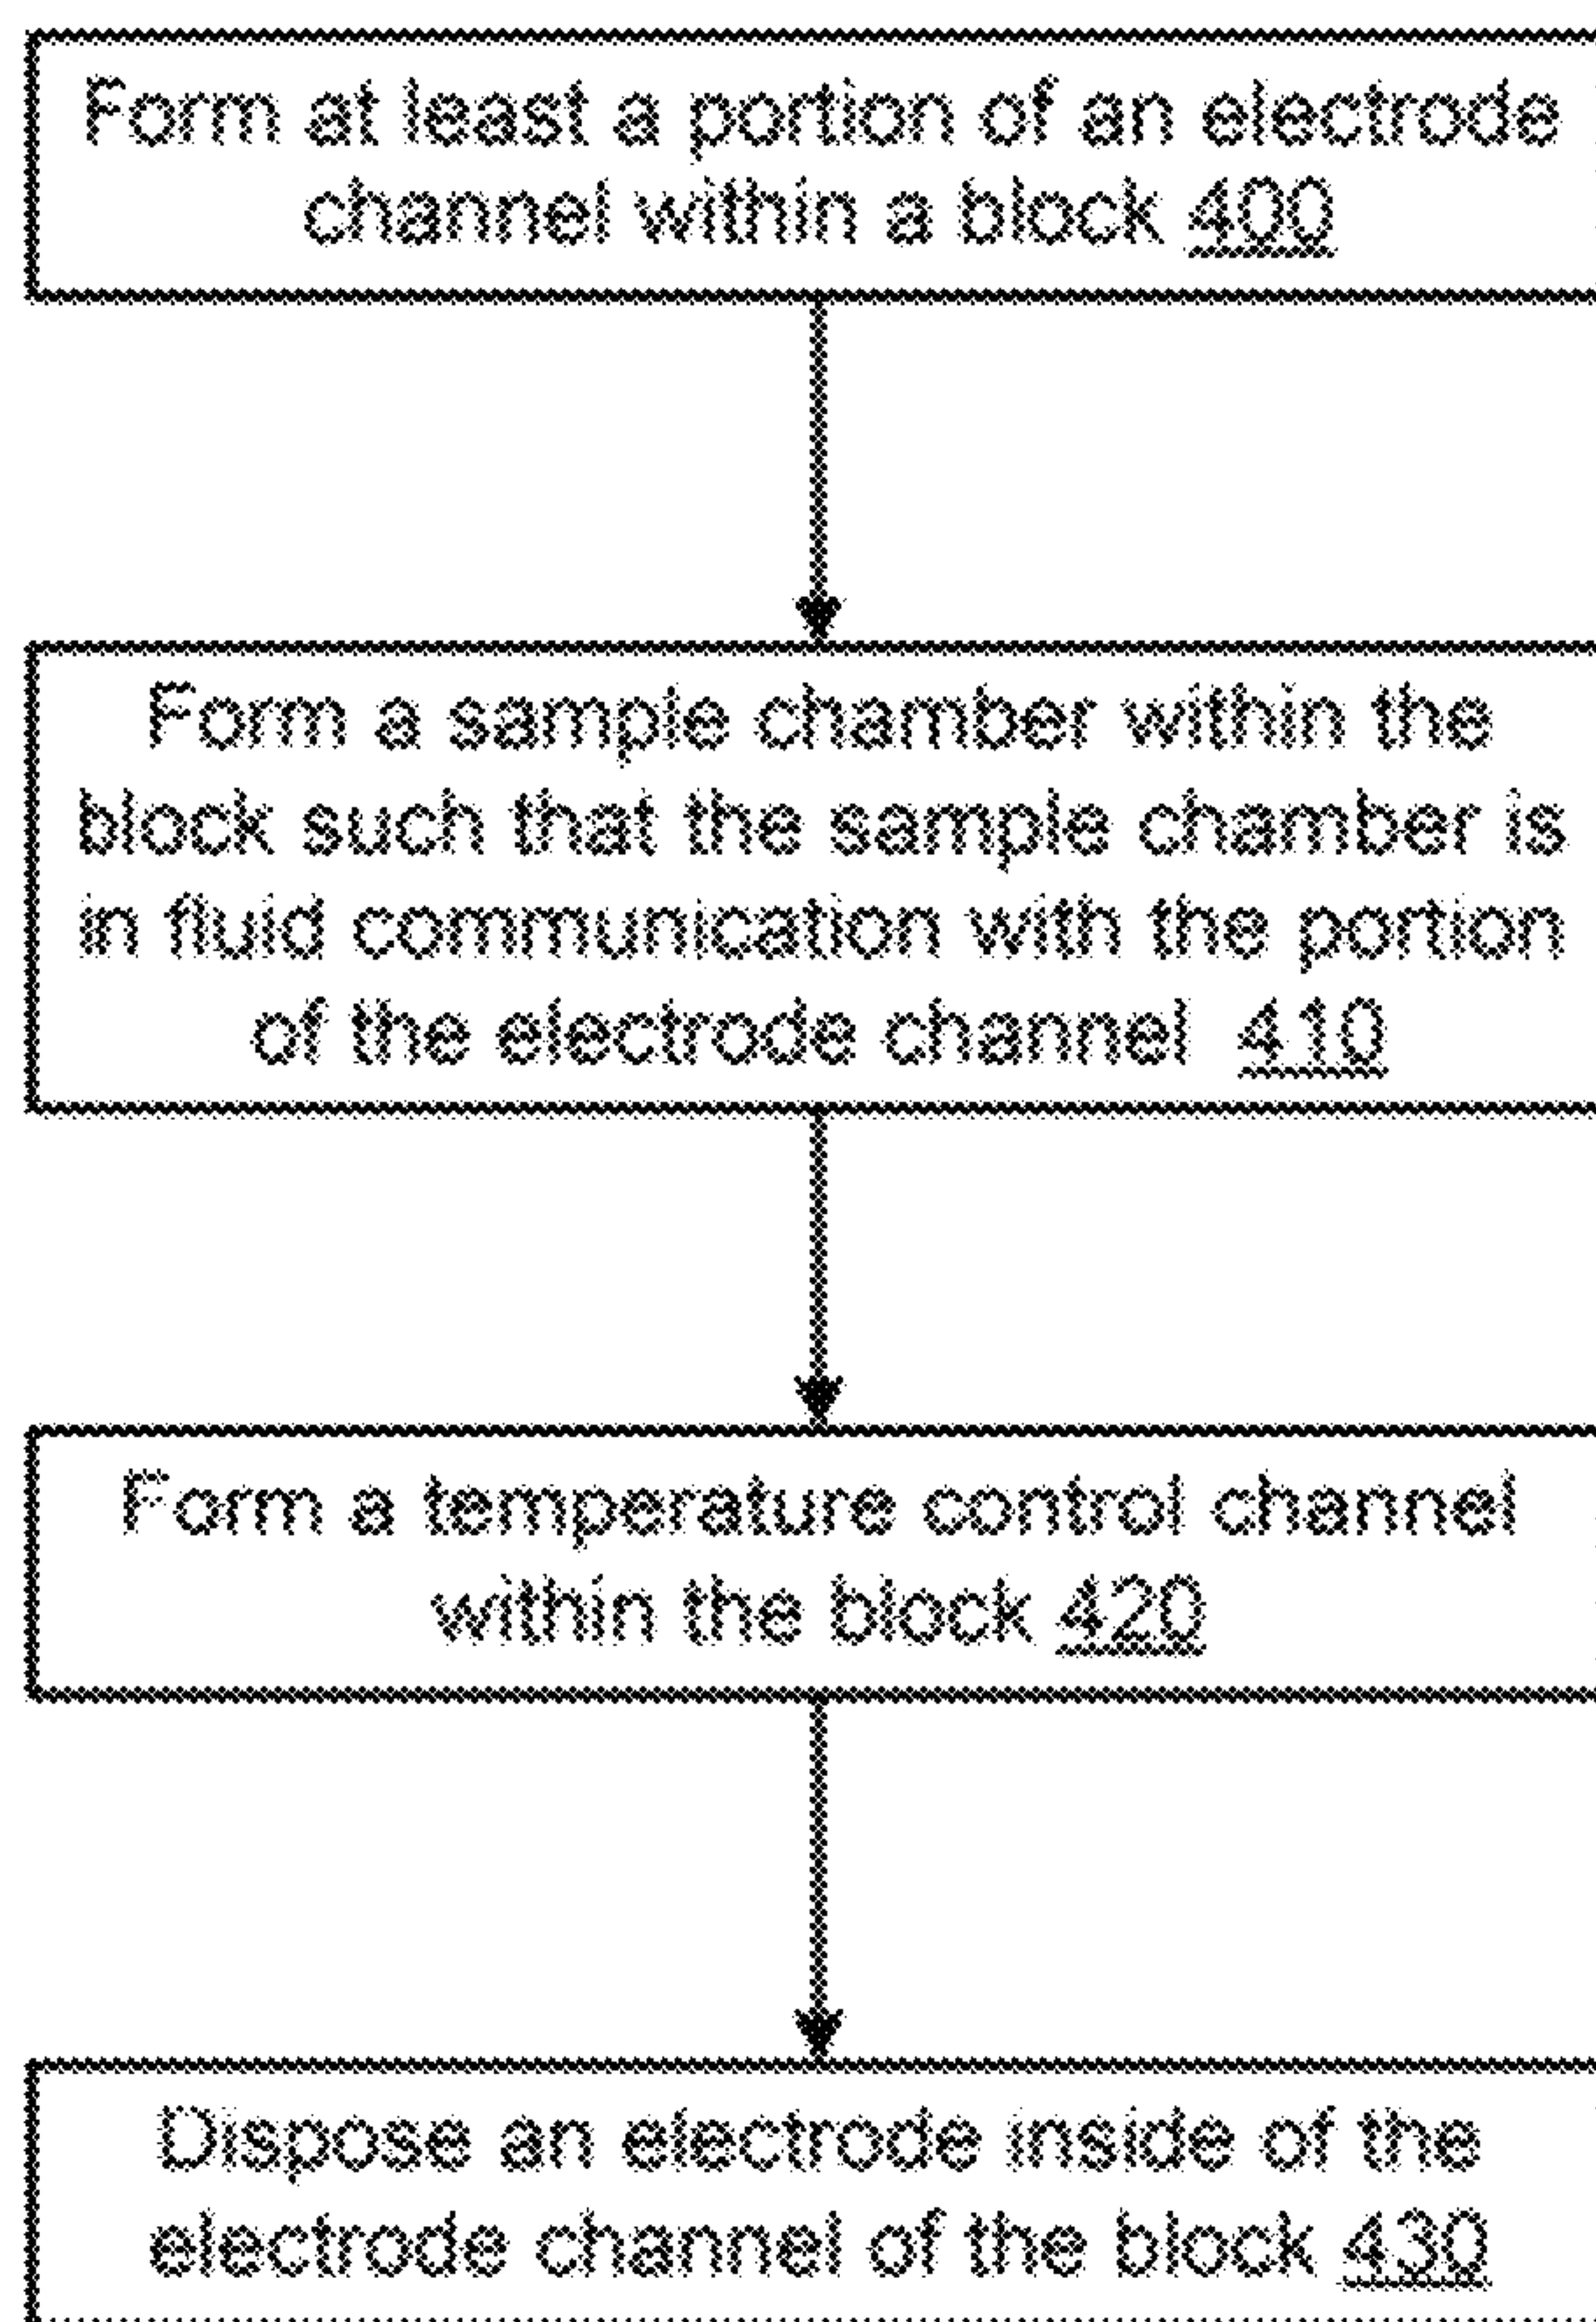 Form at least a portion of an electrode
channel within a block 400
Form a sample chamber within the
block such that the sample chamber is
in fluid communication with the portion
of the electrode channel 410
Form a temperature control channel
within the block 420
Dispose an electrode inside of the
electrode channel of the block 430